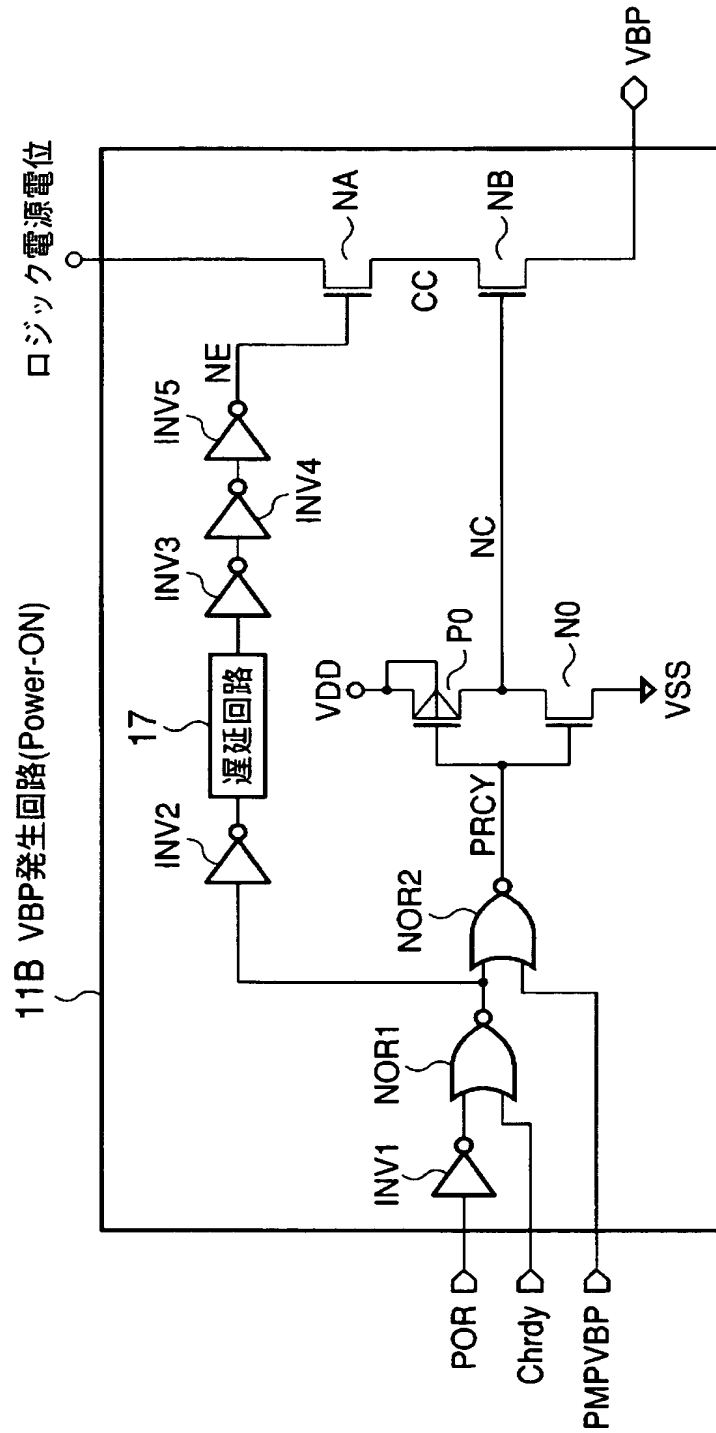 11B VBP発生回路(Power-ON)
ロジック電源電位
INV2
17
遅延回路
INV3
INV4
INV5
NE
NA
CC
NB
VBP
POR
Chrdy
PMPVBP
INV1
NOR1
NOR2
PRCY
VDD
P0
NC
N0
VSS